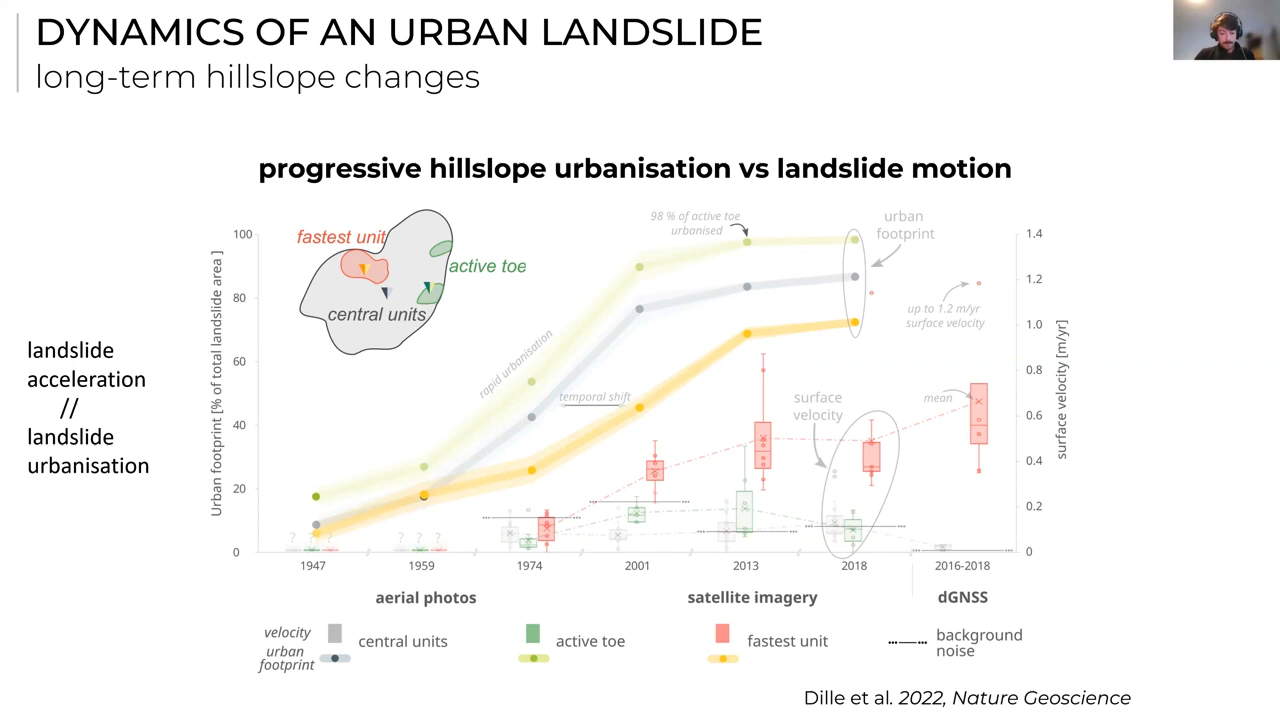 DYNAMICS OF AN URBAN LANDSLIDE
long-term hillslope changes
progressive hillslope urbanisation vs landslide motion
landslide
acceleration
//
landslide
urbanisation
Urban footprint [% of total landslide area ]
100
80
60
40
20
0
fastest unit
active toe
central units
rapid urbanisation
temporal shift
98 % of active toe
urbanised
urban
footprint
up to 1.2 m/yr
surface velocity
surface
velocity
mean
? ? ?
? ? ?
1.4
1.2
1.0
0.8
0.6
0.4
0.2
0
surface velocity [m/yr]
1947
1959
1974
2001
2013
2018
2016-2018
aerial photos
satellite imagery
dGNSS
velocity
urban
footprint
central units
active toe
fastest unit
background
noise
Dille et al. 2022, Nature Geoscience